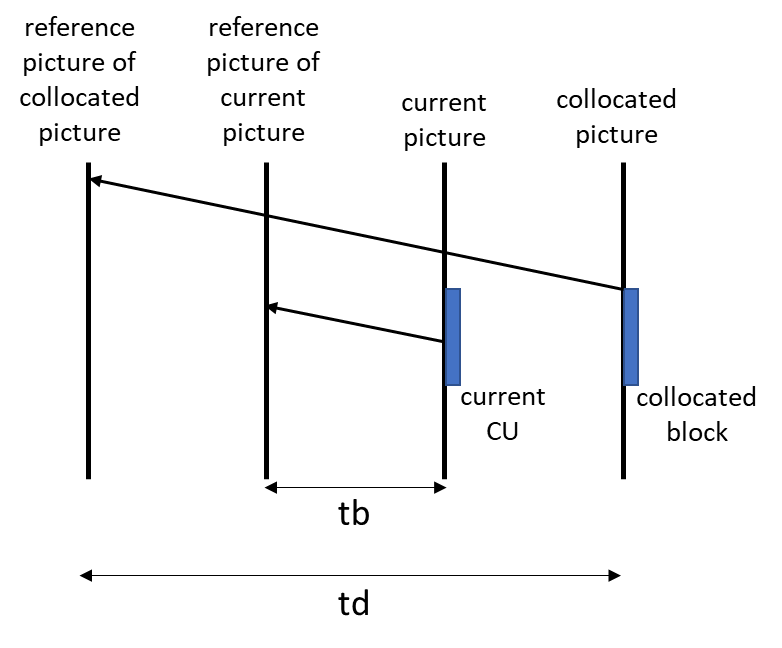 reference
picture of
collocated
picture
reference
picture of
current
picture
current
picture
collocated
picture
current
CU
collocated
block
tb
td